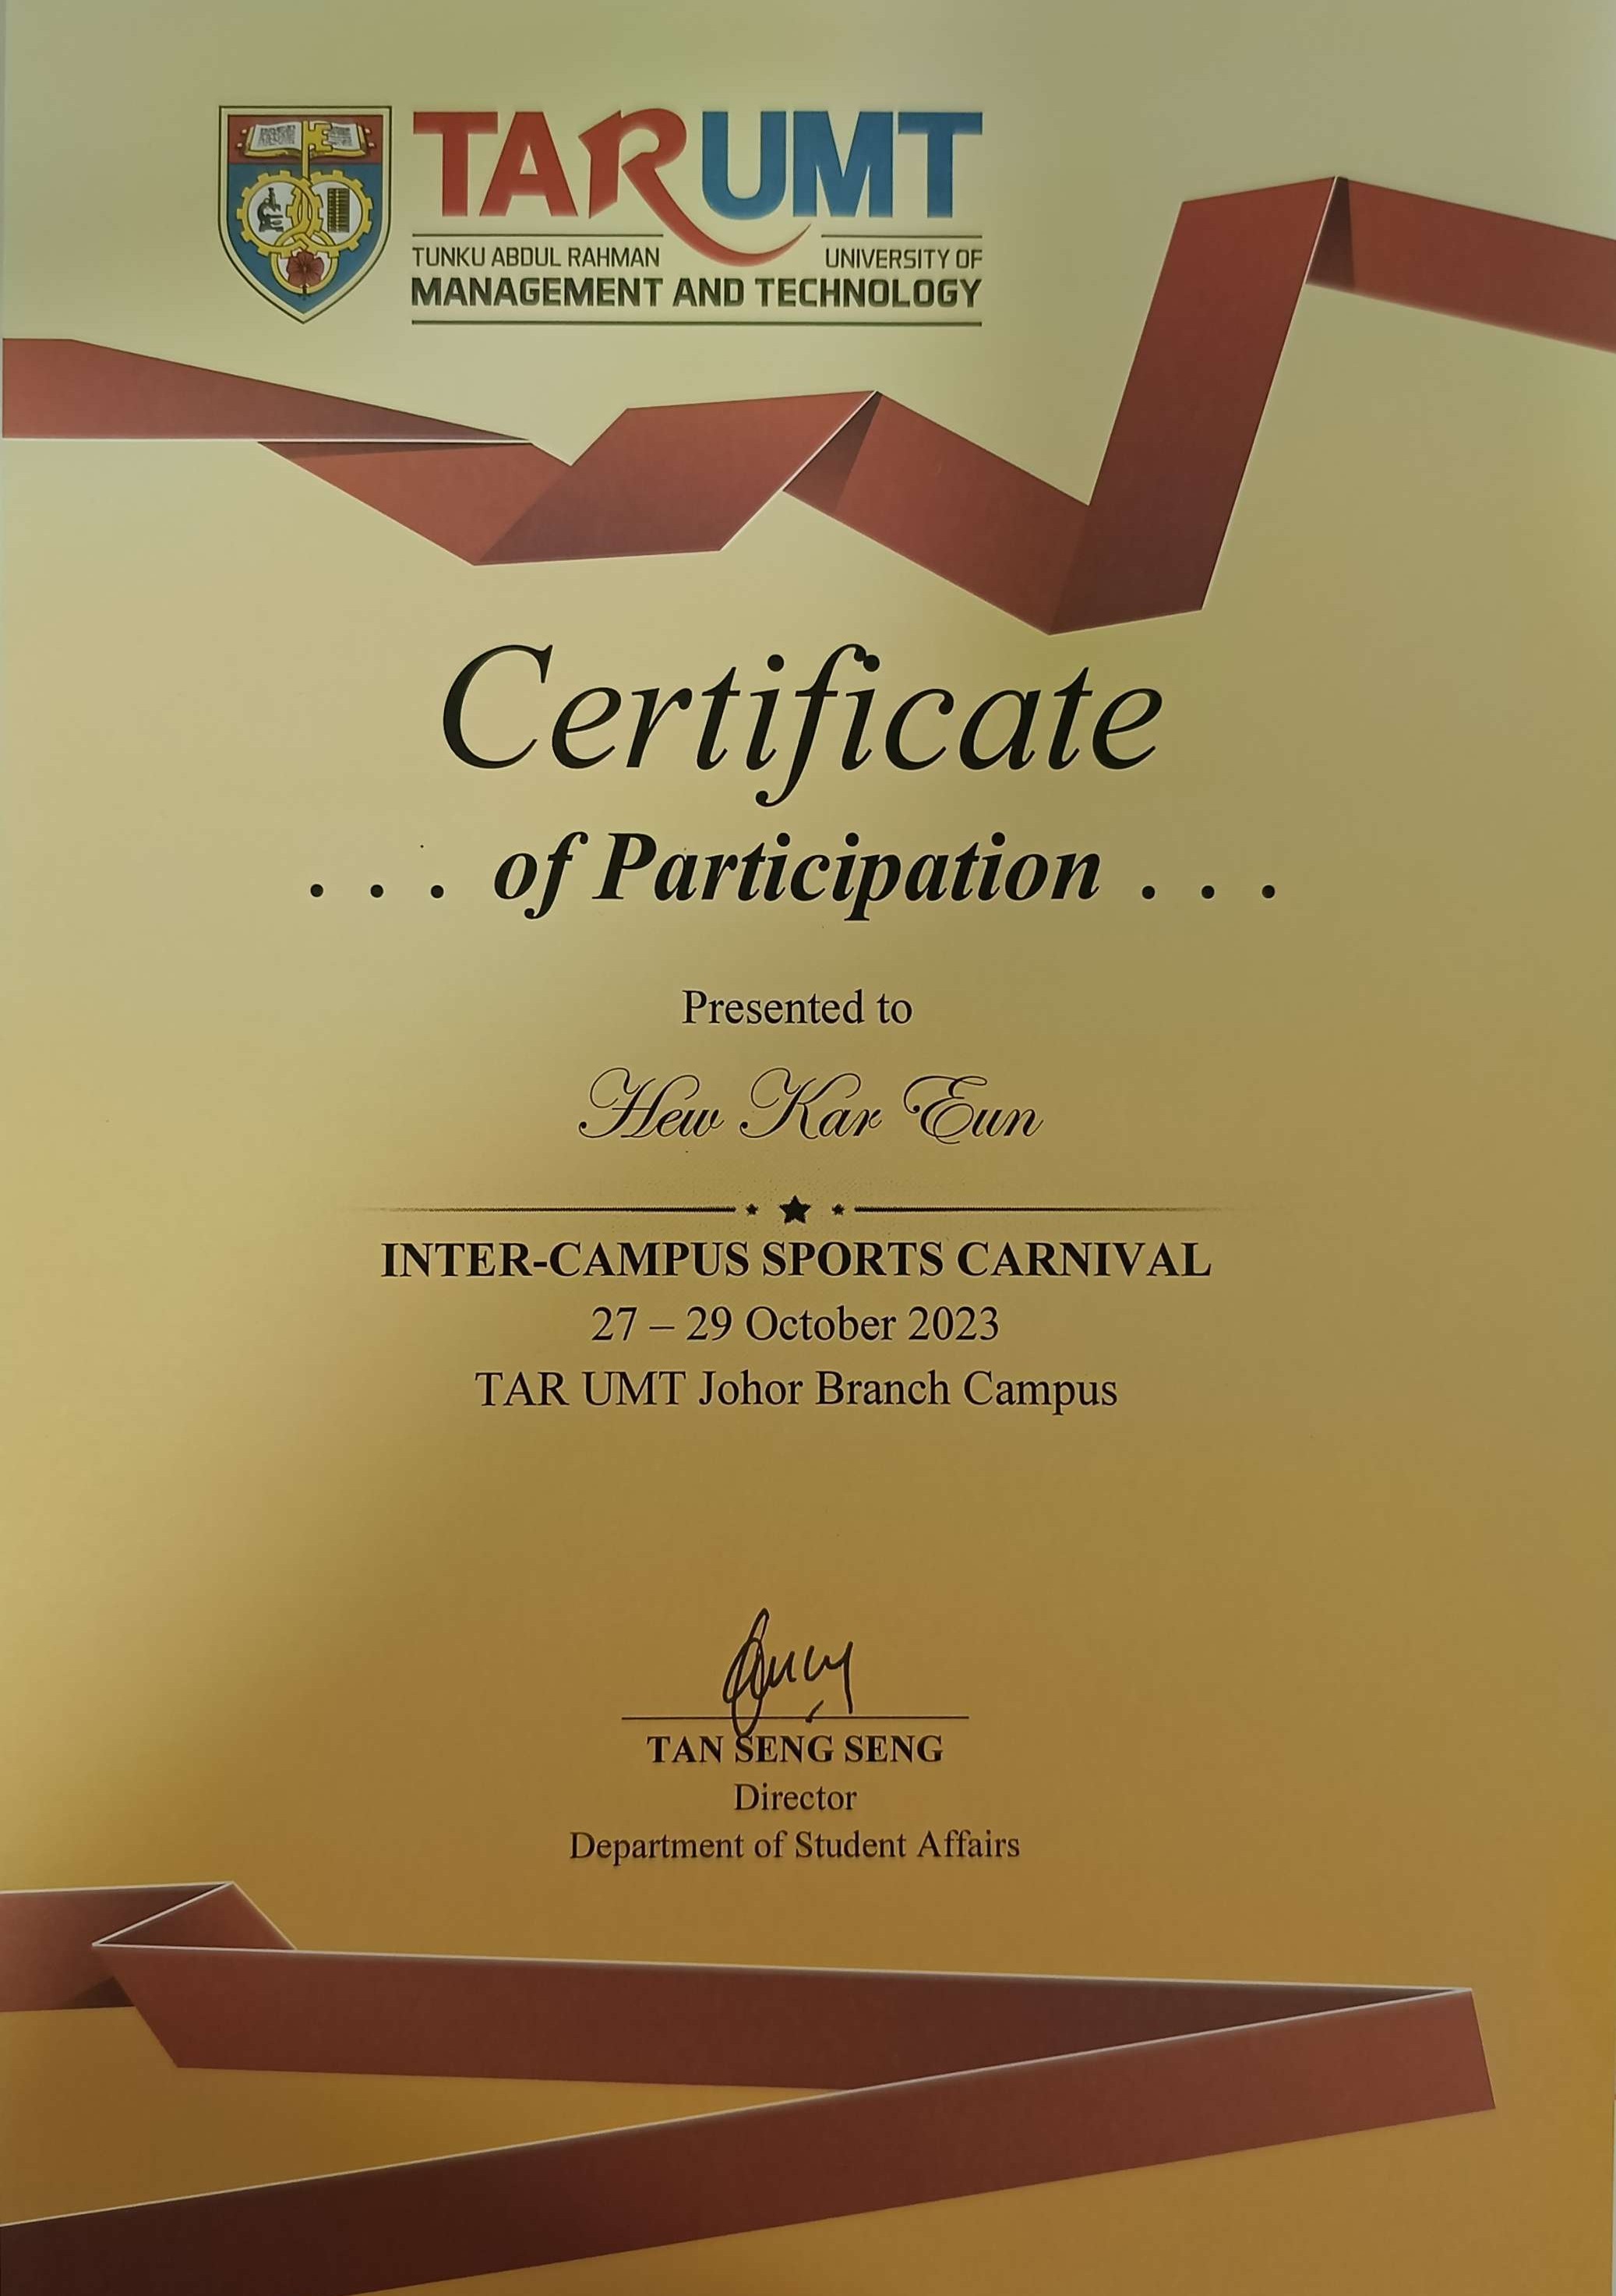 TARUMT
TUNKU ABDUL RAHMAN UNIVERSITY OF
MANAGEMENT AND TECHNOLOGY
Certificate
. . . of Participation . . .
Presented to
Hew Kar Eun
INTER-CAMPUS SPORTS CARNIVAL
27 – 29 October 2023
TAR UMT Johor Branch Campus
TAN SENG SENG
Director
Department of Student Affairs